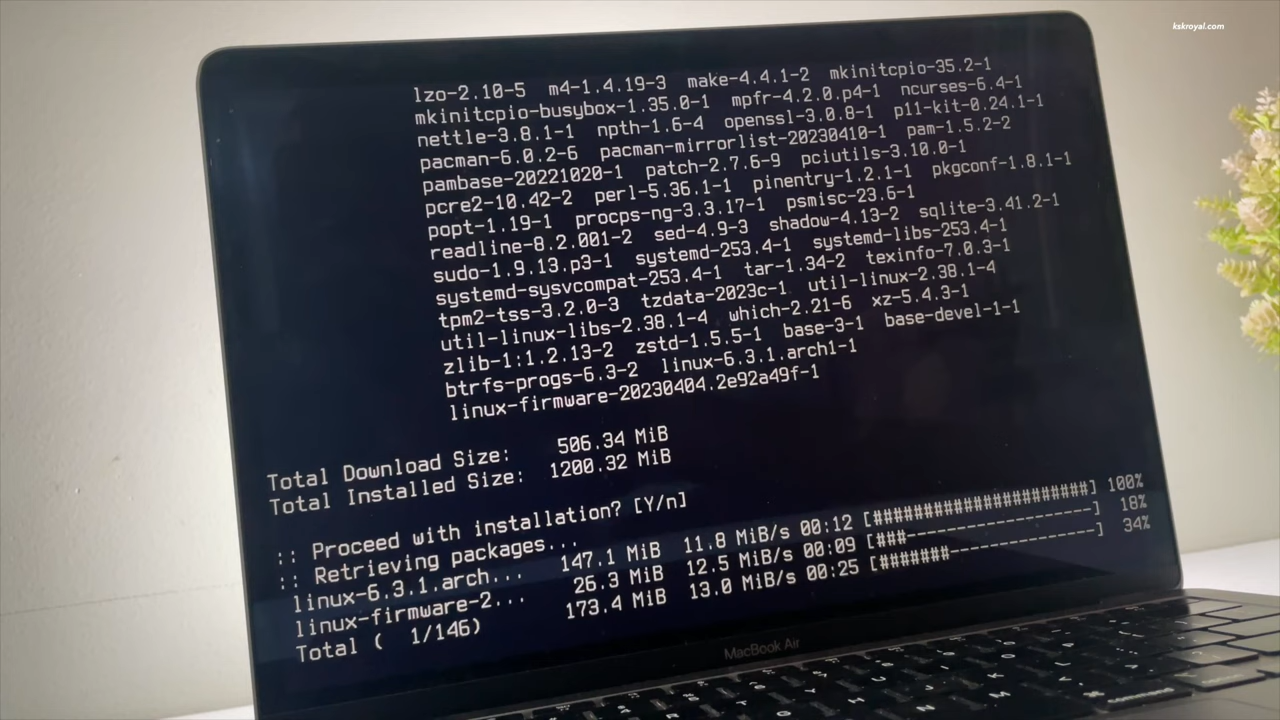 kskroyal.com
lzo-2.10-5 m4-1.4.19-3 make-4.4.1-2 mkinitcpio-35.2-1
mkinitcpio-busybox-1.35.0-1 mpfr-4.2.0.p4-1 ncurses-6.4-1
nettle-3.8.1-1 npth-1.6-4 openssl-3.0.8-1 p11-kit-0.24.1-1
pacman-6.0.2-6 pacman-mirrorlist-20230410-1 pam-1.5.2-2
pambase-20221020-1 patch-2.7.6-9 pciutils-3.10.0-1
pcre2-10.42-2 perl-5.36.1-1 pinentry-1.2.1-1 pkgconf-1.8.1-1
popt-1.19-1 procps-ng-3.3.17-1 psmisc-23.6-1
readline-8.2.001-2 sed-4.9-3 shadow-4.13-2 sqlite-3.41.2-1
sudo-1.9.13.p3-1 systemd-253.4-1 systemd-libs-253.4-1
systemd-sysvcompat-253.4-1 tar-1.34-2 texinfo-7.0.3-1
tpm2-tss-3.2.0-3 tzdata-2023c-1 util-linux-2.38.1-4
util-linux-libs-2.38.1-4 which-2.21-6 xz-5.4.3-1
zlib-1:1.2.13-2 zstd-1.5.5-1 base-3-1 base-devel-1-1
btrfs-progs-6.3-2 linux-6.3.1.arch1-1
linux-firmware-20230404.2e92a49f-1
Total Download Size: 506.34 MiB
Total Installed Size: 1200.32 MiB
:: Proceed with installation? [Y/n]
:: Retrieving packages...
linux-6.3.1.arch... 147.1 MiB 11.8 MiB/s 00:12 [######################] 100%
linux-firmware-2... 26.3 MiB 12.5 MiB/s 00:09 [###-------------------] 18%
Total ( 1/146) 173.4 MiB 13.0 MiB/s 00:25 [#######---------------] 34%
MacBook Air